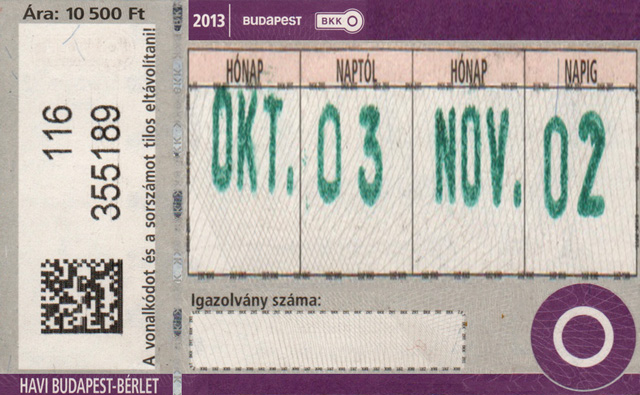 Ára: 10 500 Ft
116
355189
A vonalkódot és a sorszámot tilos eltávolítani!
HAVI BUDAPEST-BÉRLET
2013 BUDAPEST BKK
HÓNAP NAPTÓL HÓNAP NAPIG
OKT. 03 NOV. 02
Igazolvány száma: